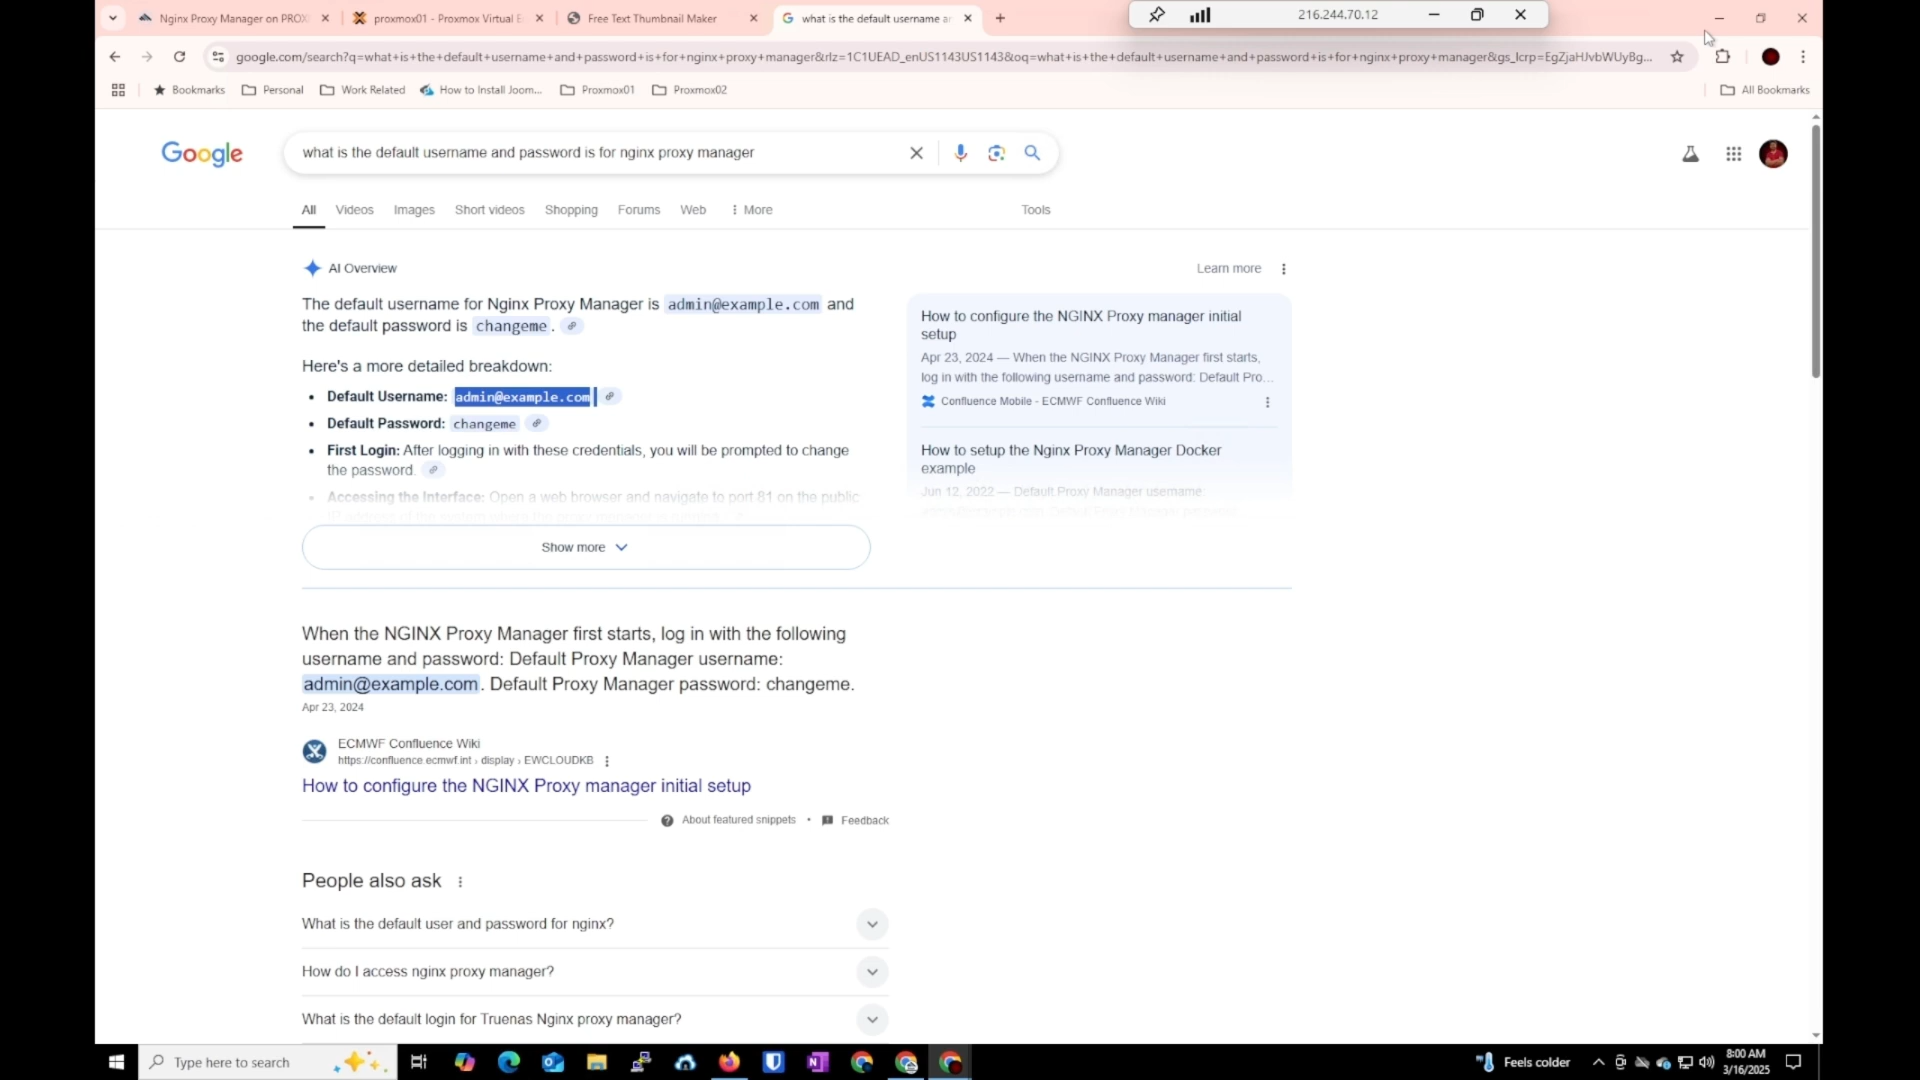 Nginx Proxy Manager on PROX
proxmox01 - Proxmox Virtual E
Free Text Thumbnail Maker
what is the default username a
216.244.70.12
google.com/search?q=what+is+the+default+username+and+password+is+for+nginx+proxy+manager&rlz=1C1UEAD_enUS1143US1143&oq=what+is+the+default+username+and+password+is+for+nginx+proxy+manager&gs_lcrp=EgZjaHJvbWUyBg...
Bookmarks
Personal
Work Related
How to Install Joom...
Proxmox01
Proxmox02
All Bookmarks
Google
what is the default username and password is for nginx proxy manager
All
Videos
Images
Short videos
Shopping
Forums
Web
More
Tools
AI Overview
Learn more
The default username for Nginx Proxy Manager is admin@example.com and
the default password is changeme.
Here's a more detailed breakdown:
• Default Username: admin@example.com
• Default Password: changeme
• First Login: After logging in with these credentials, you will be prompted to change
the password.
• Accessing the Interface: Open a web browser and navigate to port 81 on the public
How to configure the NGINX Proxy manager initial
setup
Apr 23, 2024 — When the NGINX Proxy Manager first starts,
log in with the following username and password: Default Pro...
Confluence Mobile - ECMWF Confluence Wiki
How to setup the Nginx Proxy Manager Docker
example
Jun 12, 2022 — Default Proxy Manager username:
Show more
When the NGINX Proxy Manager first starts, log in with the following
username and password: Default Proxy Manager username:
admin@example.com. Default Proxy Manager password: changeme.
Apr 23, 2024
ECMWF Confluence Wiki
https://confluence.ecmwf.int › display › EWCLOUDKB
How to configure the NGINX Proxy manager initial setup
About featured snippets • Feedback
People also ask
What is the default user and password for nginx?
How do I access nginx proxy manager?
What is the default login for Truenas Nginx proxy manager?
Type here to search
Feels colder
8:00 AM
3/16/2025